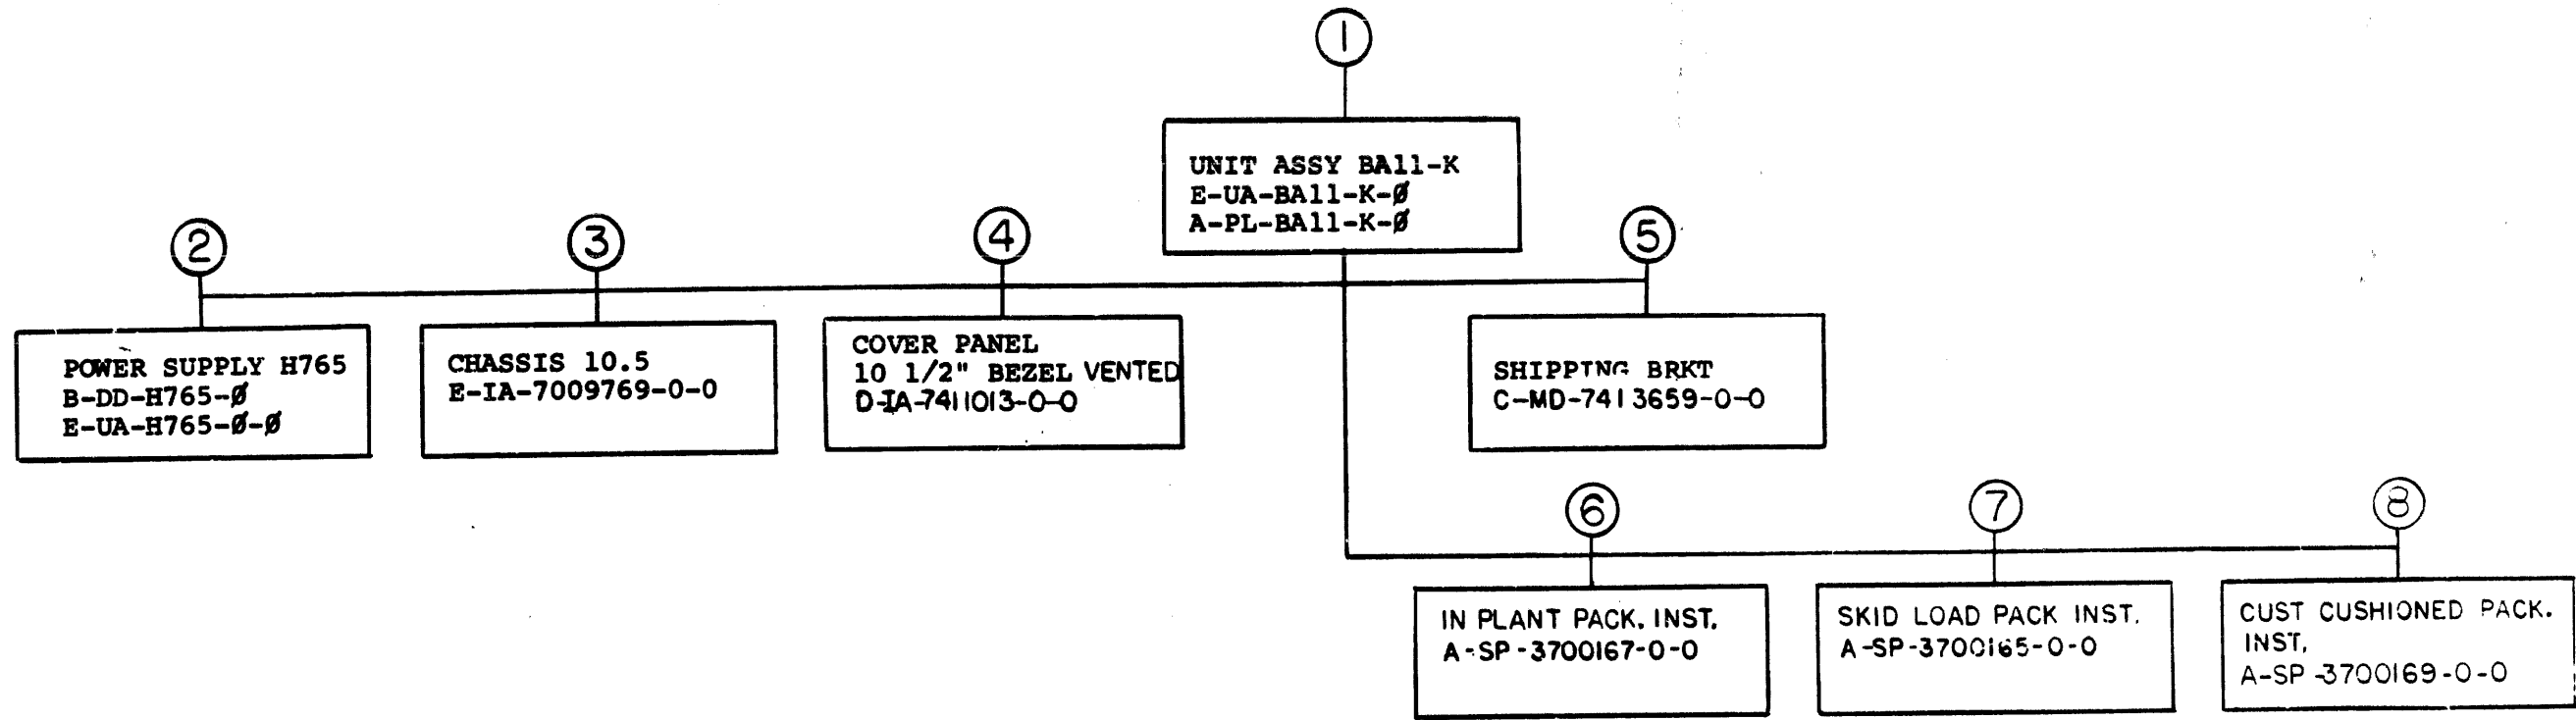 1
UNIT ASSY BA11-K
E-UA-BA11-K-Ø
A-PL-BA11-K-Ø
2
POWER SUPPLY H765
B-DD-H765-Ø
E-UA-H765-Ø-Ø
3
CHASSIS 10.5
E-IA-7009769-0-0
4
COVER PANEL
10 1/2" BEZEL VENTED
D-IA-7411013-0-0
5
SHIPPING BRKT
C-MD-7413659-0-0
6
IN PLANT PACK. INST.
A-SP-3700167-0-0
7
SKID LOAD PACK INST.
A-SP-3700165-0-0
8
CUST CUSHIONED PACK.
INST.
A-SP-3700169-0-0